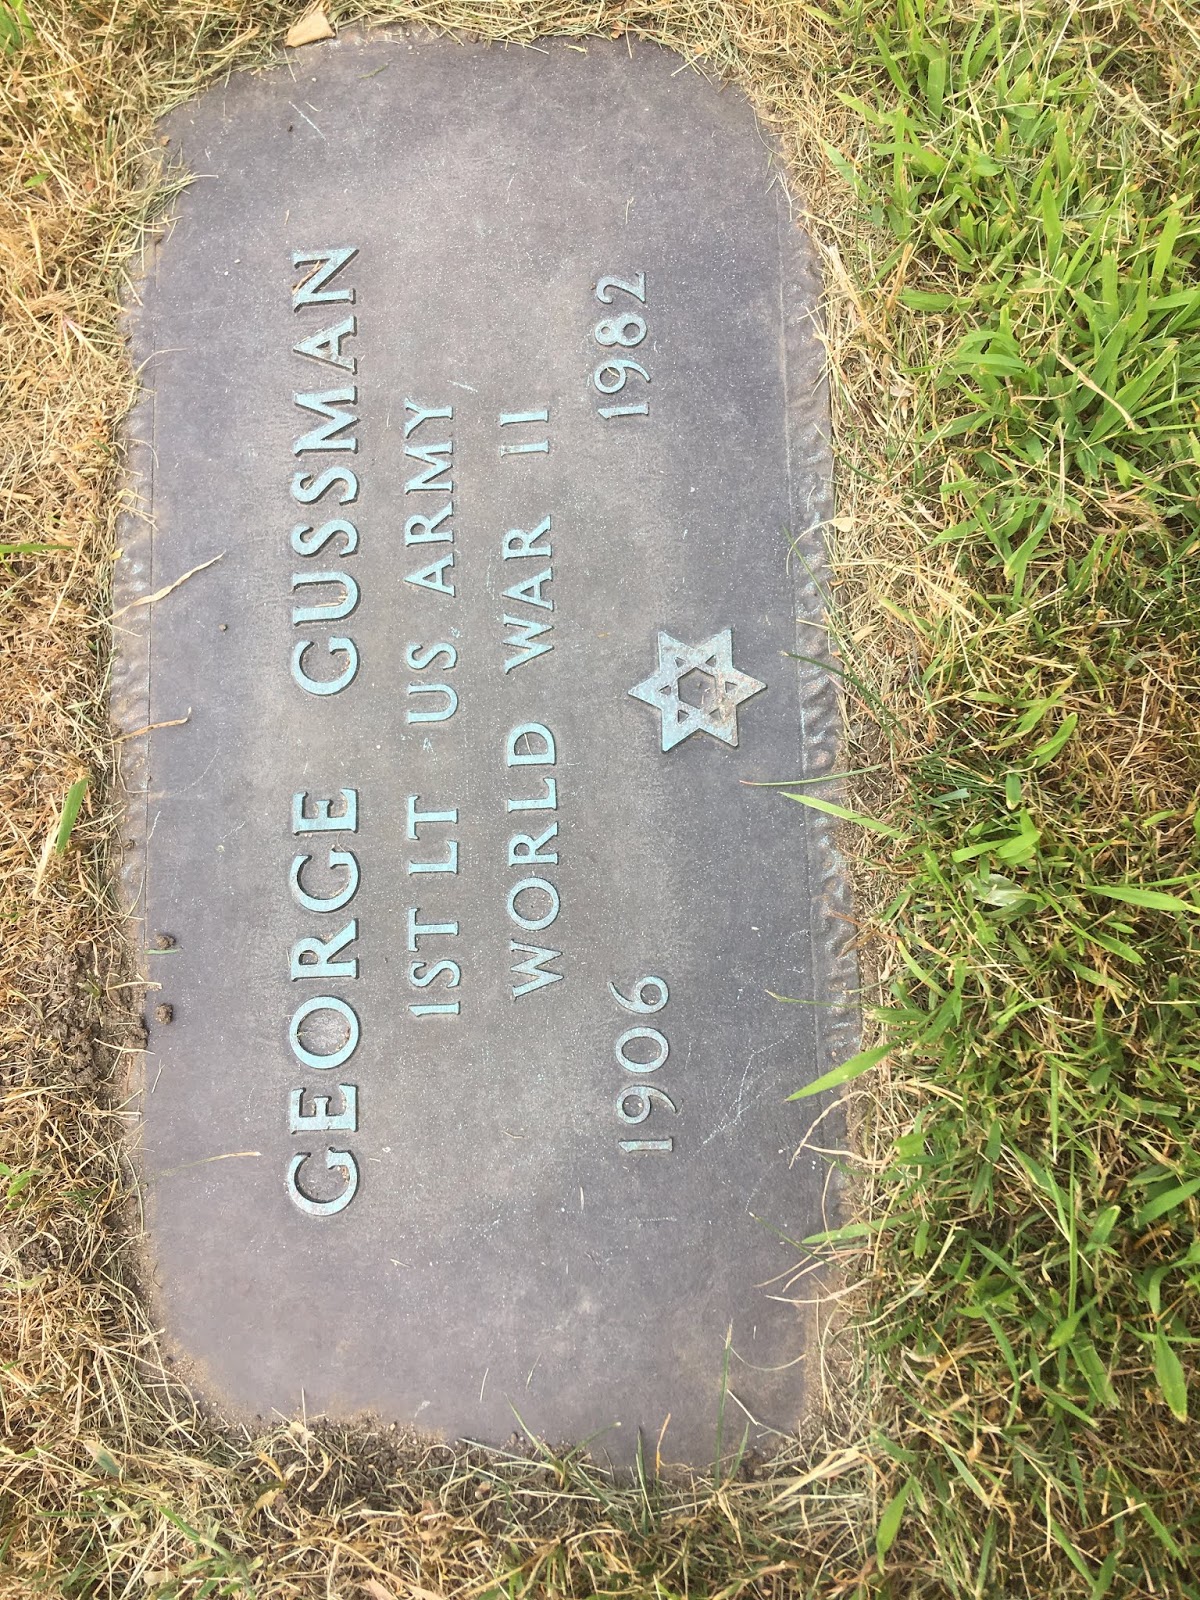 GEORGE GUSSMAN
1ST LT US ARMY
WORLD WAR II
1906 1982